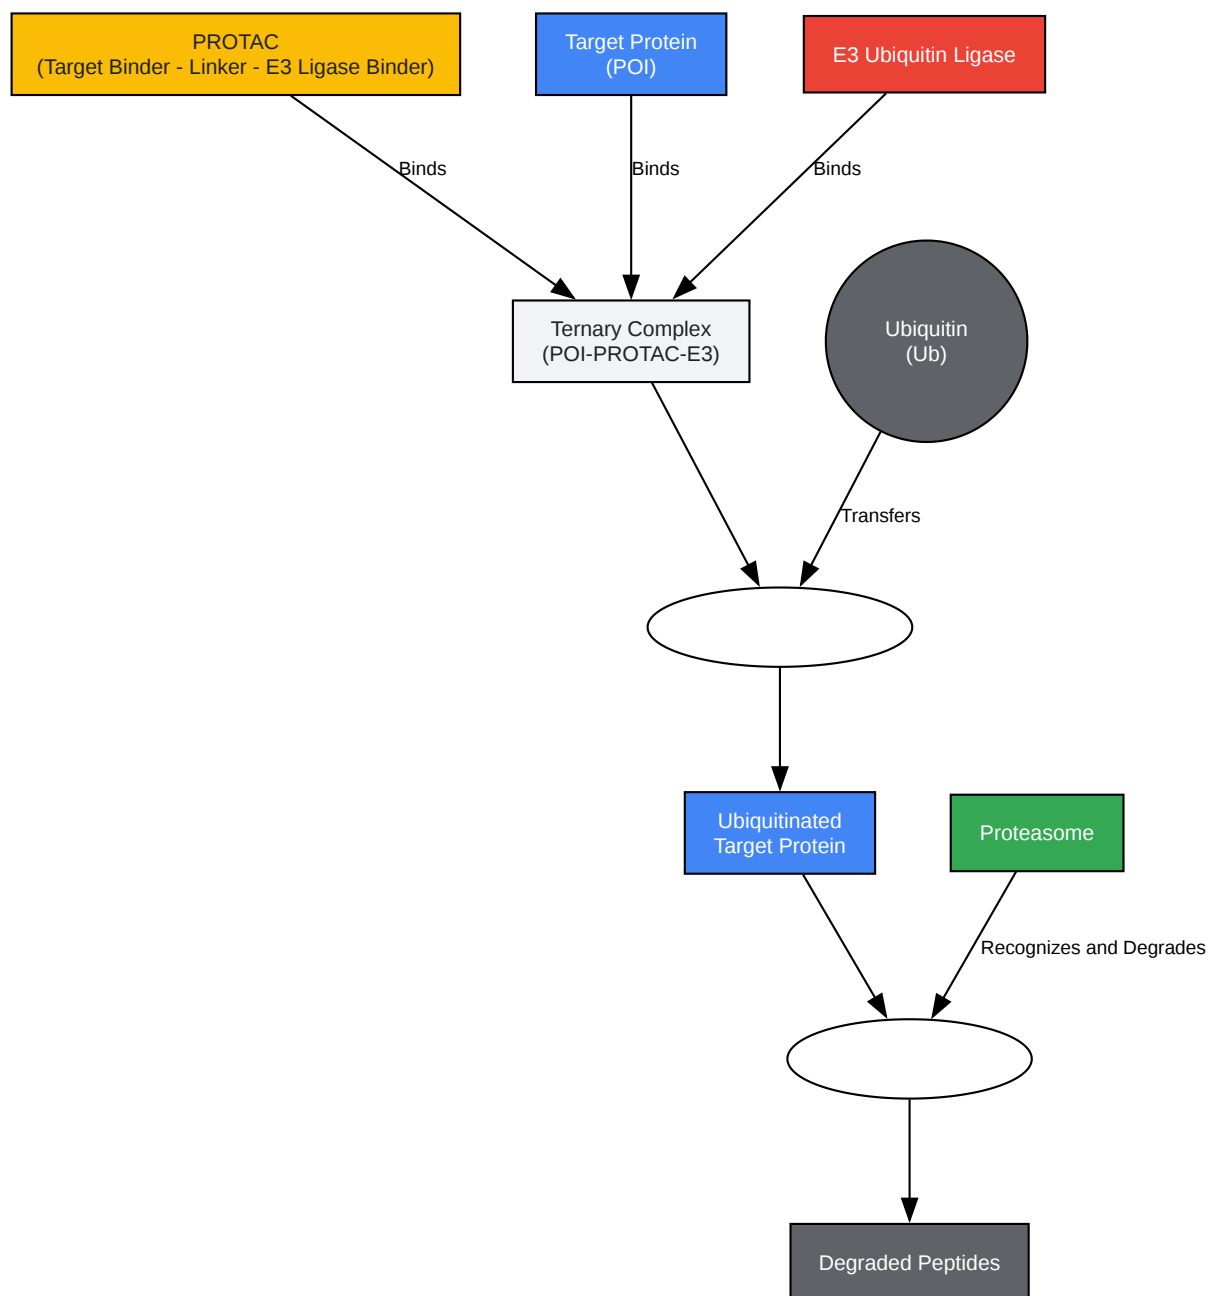 PROTAC
(Target Binder - Linker - E3 Ligase Binder)
Target Protein
(POI)
E3 Ubiquitin Ligase
Binds
Binds
Binds
Ternary Complex
(POI-PROTAC-E3)
Ubiquitin
(Ub)
Transfers
Ubiquitinated
Target Protein
Proteasome
Recognizes and Degrades
Degraded Peptides